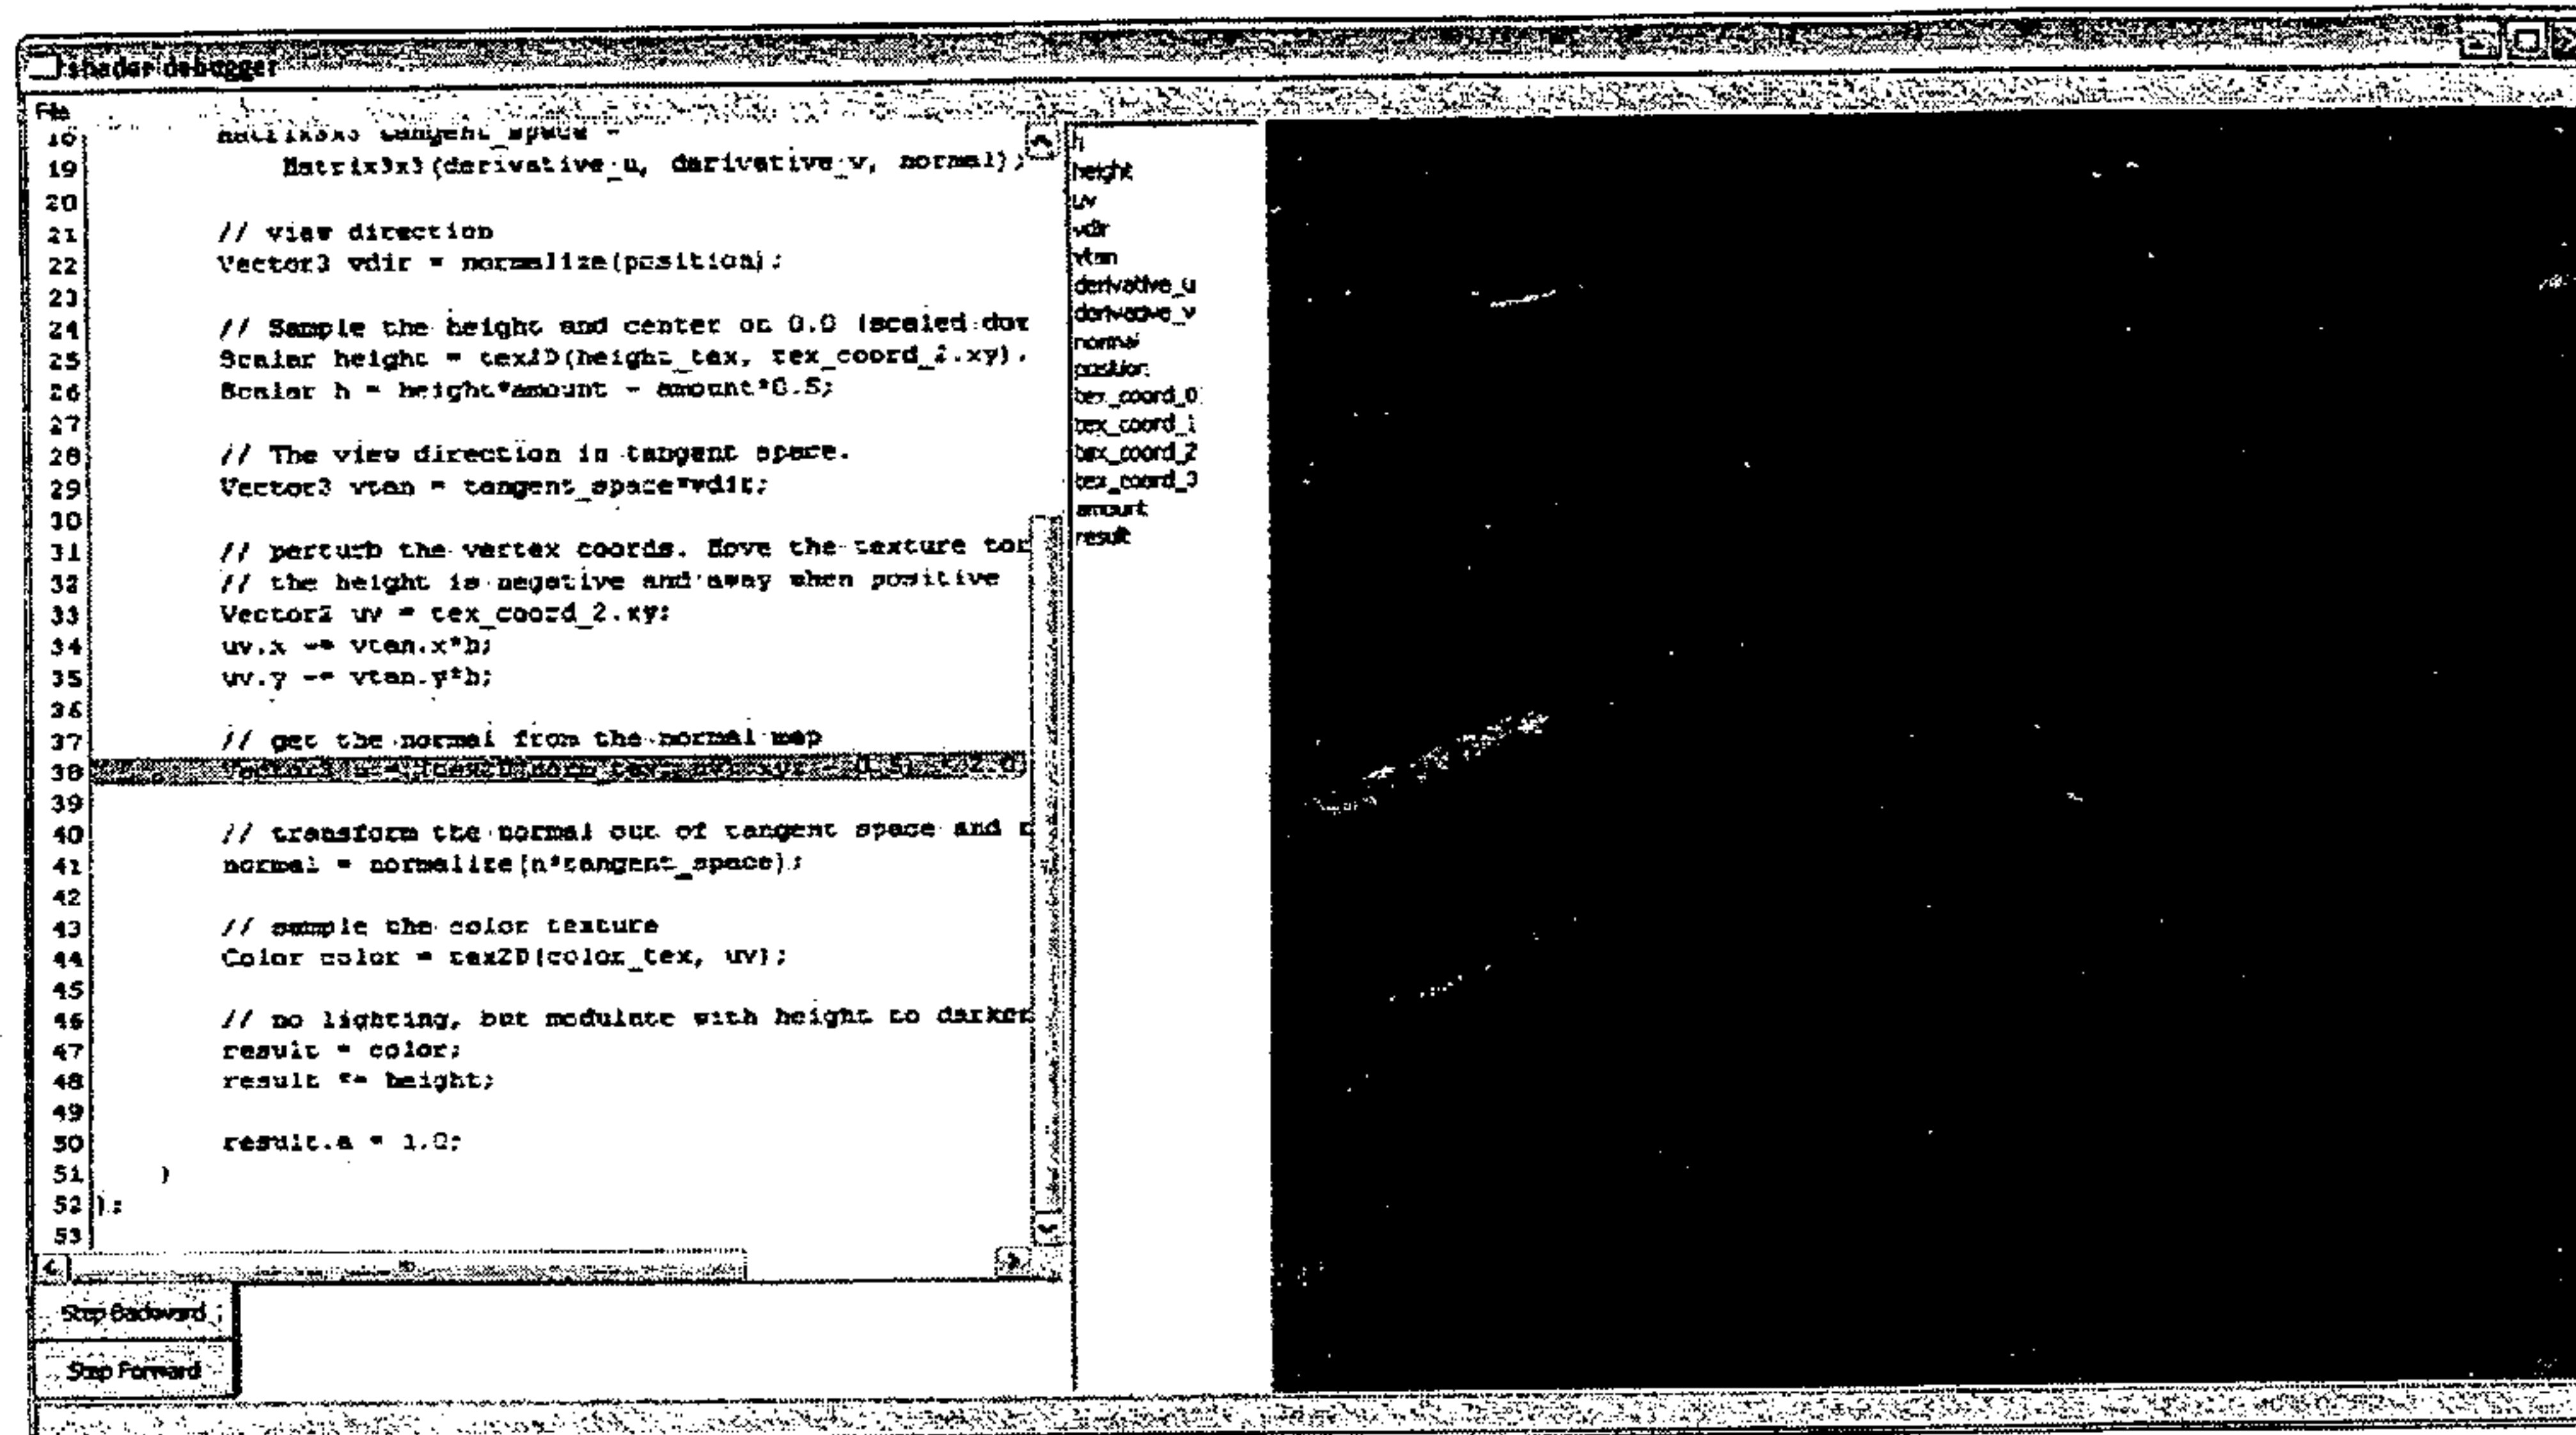 shader debugger
File
18 Matrix3x3 tangent_space =
19 Matrix3x3(derivative_u, derivative_v, normal);
20
21 // view direction
22 Vector3 vdir = normalize(position);
23
24 // Sample the height and center on 0.0 (scaled dow
25 Scalar height = tex2D(height_tex, tex_coord_2.xy).
26 Scalar h = height*amount - amount*0.5;
27
28 // The view direction in tangent space.
29 Vector3 vtan = tangent_space*vdir;
30
31 // perturb the vertex coords. Move the texture tow
32 // the height is negative and away when positive
33 Vector2 uv = tex_coord_2.xy;
34 uv.x -= vtan.x*h;
35 uv.y -= vtan.y*h;
36
37 // get the normal from the normal map
38
39
40 // transform the normal out of tangent space and r
41 normal = normalize(n*tangent_space);
42
43 // sample the color texture
44 Color color = tex2D(color_tex, uv);
45
46 // no lighting, but modulate with height to darken
47 result = color;
48 result *= height;
49
50 result.a = 1.0;
51 }
52 };
53
Step Backward
Step Forward
h
height
uv
vdir
vtan
derivative_u
derivative_v
normal
position
tex_coord_0
tex_coord_1
tex_coord_2
tex_coord_3
amount
result